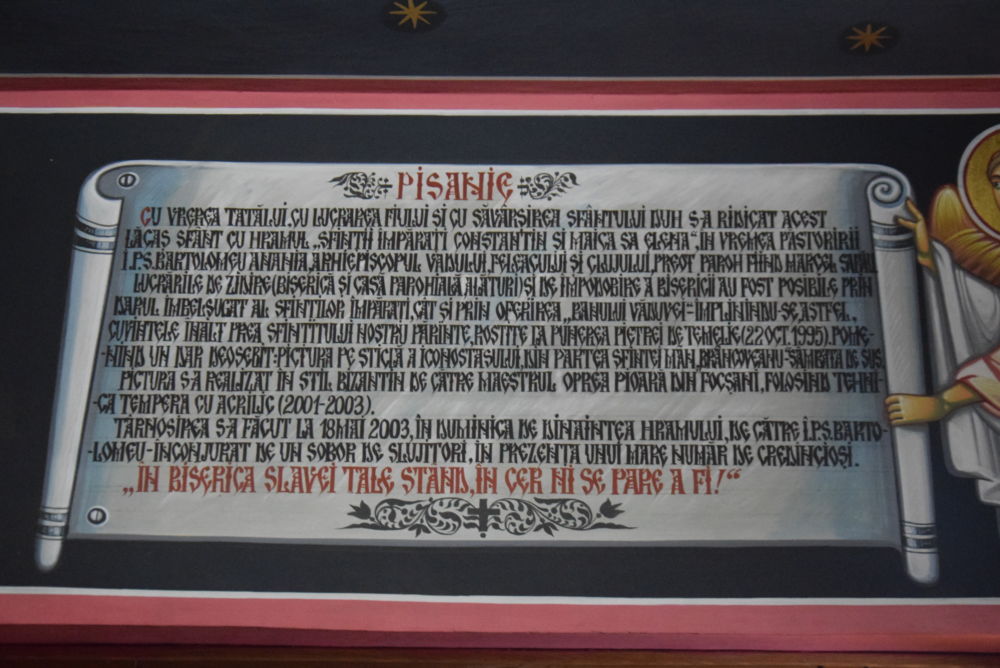 PISANIE
CU VREREA TATĂLUI,CU LUCRAREA FIULUI ȘI CU SĂVÂRȘIREA SFÂNTULUI DUH S-A RIDICAT ACEST
LĂCAȘ SFÂNT CU HRAMUL „SFINȚII ÎMPĂRAȚI CONSTANTIN ȘI MAICA SA ELENA“,ÎN VREMEA PĂSTORIRII
Î.P.S.BARTOLOMEU ANANIA,ARHIEPISCOPUL VADULUI,FELEACULUI ȘI CLUJULUI,PREOT PAROH FIIND MARCEL
LUCRĂRILE DE ZIDIRE(BISERICĂ ȘI CASĂ PAROHIALĂ ALĂTURI)ȘI DE ÎMPODOBIRE A BISERICII AU FOST POSIBILE PRIN
DARUL ÎMBELȘUGAT AL SFINȚILOR ÎMPĂRAȚI,CÂT ȘI PRIN OFERIREA „BANULUI VĂDUVEI“-ÎMPLININDU-SE,ASTFEL,
CUVINTELE ÎNALT PREA SFINȚITULUI NOSTRU PĂRINTE,ROSTITE LA PUNEREA PIETREI DE TEMELIE(22 OCT.1995).POME-
-NIND UN DAR DEOSEBIT:PICTURA PE STICLĂ A ICONOSTASULUI,DIN PARTEA SFINTEI MĂN.BRÂNCOVEANU-SÂMBĂTA DE SUS.
PICTURA S-A REALIZAT ÎN STIL BIZANTIN DE CĂTRE MAESTRUL OPREA PIOARĂ DIN FOCȘANI,FOLOSIND TEHNI-
-CA TEMPERA CU ACRILIC (2001-2003).
TÂRNOSIREA S-A FĂCUT LA 18 MAI 2003,ÎN DUMINICA DE DINAINTEA HRAMULUI,DE CĂTRE Î.P.S.BARTO-
-LOMEU-ÎNCONJURAT DE UN SOBOR DE SLUJITORI,ÎN PREZENȚA UNUI MARE NUMĂR DE CREDINCIOȘI.
„ÎN BISERICA SLAVEI TALE STÂND,ÎN CER NI SE PARE A FI!“